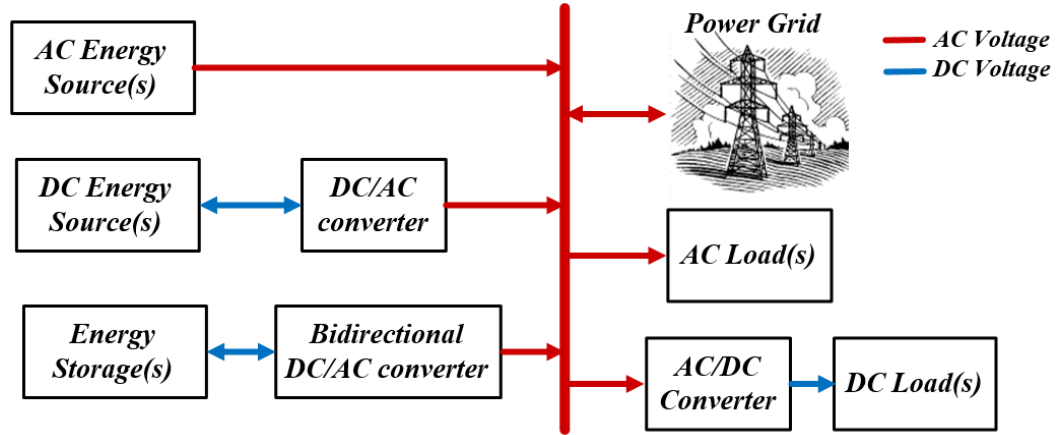 AC Energy
Source(s)
DC Energy
Source(s)
DC/AC
converter
Energy
Storage(s)
Bidirectional
DC/AC converter
Power Grid
AC Voltage
DC Voltage
AC Load(s)
AC/DC
Converter
DC Load(s)